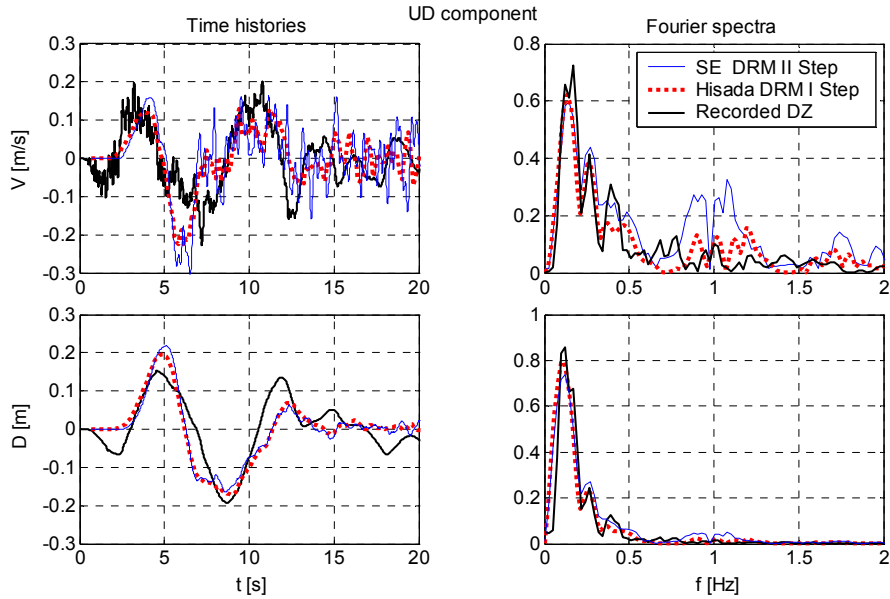 UD component
Time histories
Fourier spectra
V [m/s]
0.3
0.2
0.1
0
-0.1
-0.2
-0.3
0 5 10 15 20
0.8
0.6
0.4
0.2
0
0 0.5 1 1.5 2
SE DRM II Step
Hisada DRM I Step
Recorded DZ
D [m]
0.3
0.2
0.1
0
-0.1
-0.2
-0.3
0 5 10 15 20
t [s]
1
0.8
0.6
0.4
0.2
0
0 0.5 1 1.5 2
f [Hz]